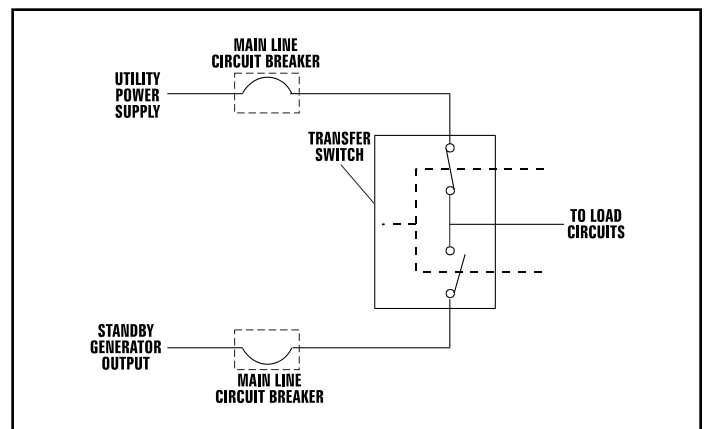 MAIN LINE
CIRCUIT BREAKER
UTILITY
POWER
SUPPLY
TRANSFER
SWITCH
TO LOAD
CIRCUITS
STANDBY
GENERATOR
OUTPUT
MAIN LINE
CIRCUIT BREAKER